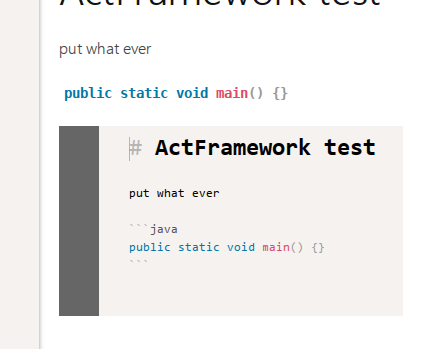 ActFramework test
put what ever
public static void main() {}
# ActFramework test
put what ever
```java
public static void main() {}
```